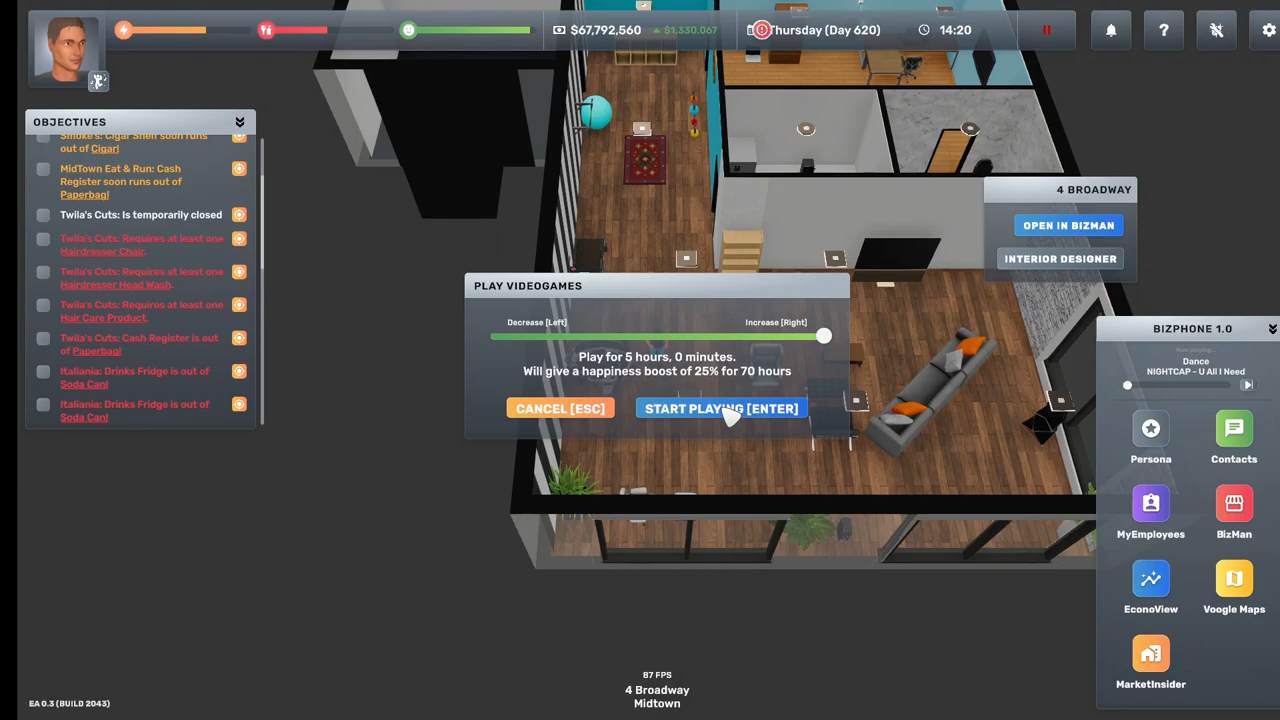 $67,792,560
$1,330,067
Thursday (Day 620)
14:20
?
OBJECTIVES
Smoke's: Cigar Shelf soon runs
out of Cigar!
MidTown Eat & Run: Cash
Register soon runs out of
Paperbag!
Twila's Cuts: Is temporarily closed
Twila's Cuts: Requires at least one
Hairdresser Chair.
Twila's Cuts: Requires at least one
Hairdresser Head Wash.
Twila's Cuts: Requires at least one
Hair Care Product.
Twila's Cuts: Cash Register is out
of Paperbag!
Italiania: Drinks Fridge is out of
Soda Can!
Italiania: Drinks Fridge is out of
Soda Can!
4 BROADWAY
OPEN IN BIZMAN
INTERIOR DESIGNER
PLAY VIDEOGAMES
Decrease [Left]
Increase [Right]
Play for 5 hours, 0 minutes.
Will give a happiness boost of 25% for 70 hours
CANCEL [ESC]
START PLAYING [ENTER]
BIZPHONE 1.0
Now playing...
Dance
NIGHTCAP - U All I Need
Persona
Contacts
MyEmployees
BizMan
EconoView
Voogle Maps
MarketInsider
87 FPS
4 Broadway
Midtown
EA 0.3 (BUILD 2043)